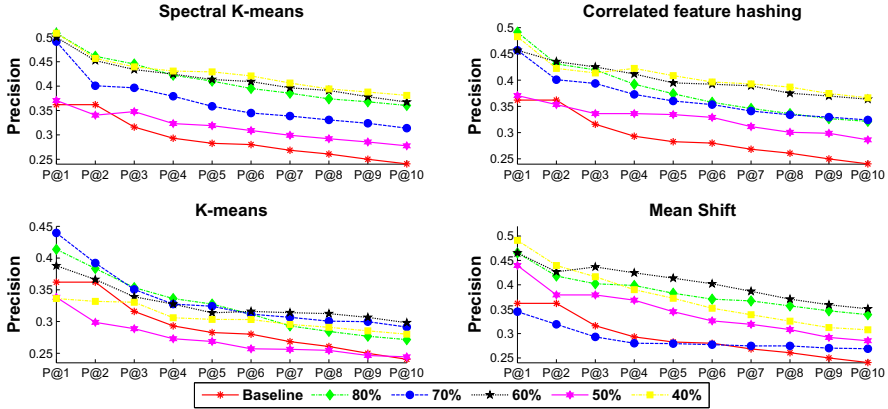 Spectral K-means
Precision
0.5
0.45
0.4
0.35
0.3
0.25
P@1 P@2 P@3 P@4 P@5 P@6 P@7 P@8 P@9 P@10
Correlated feature hashing
Precision
0.5
0.45
0.4
0.35
0.3
0.25
P@1 P@2 P@3 P@4 P@5 P@6 P@7 P@8 P@9 P@10
K-means
Precision
0.45
0.4
0.35
0.3
0.25
P@1 P@2 P@3 P@4 P@5 P@6 P@7 P@8 P@9 P@10
Mean Shift
Precision
0.5
0.45
0.4
0.35
0.3
0.25
P@1 P@2 P@3 P@4 P@5 P@6 P@7 P@8 P@9 P@10
Baseline 80% 70% 60% 50% 40%